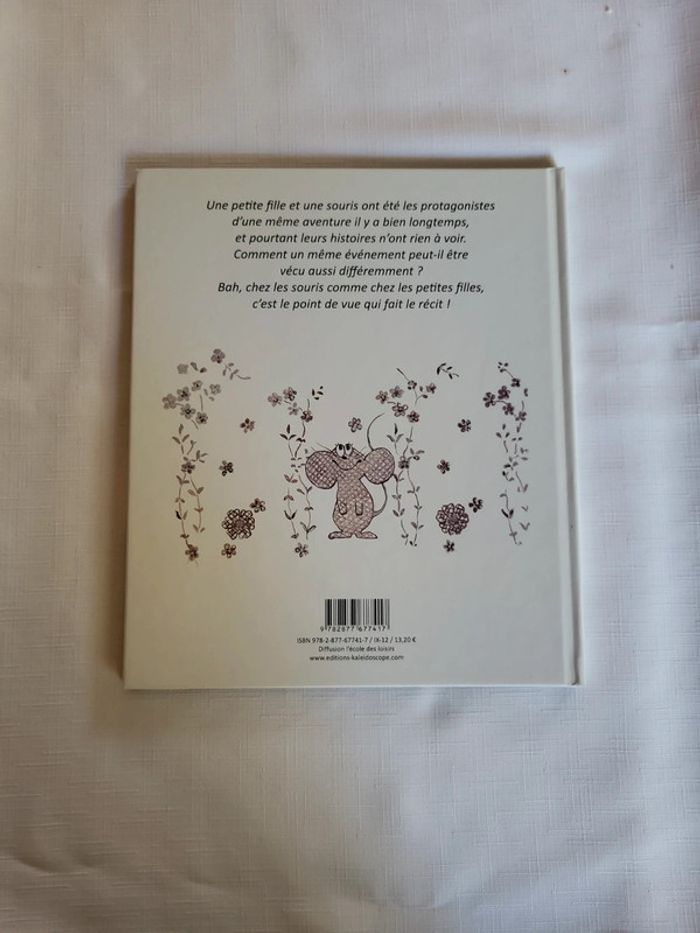 Une petite fille et une souris ont été les protagonistes
d'une même aventure il y a bien longtemps,
et pourtant leurs histoires n'ont rien à voir.
Comment un même événement peut-il être
vécu aussi différemment ?
Bah, chez les souris comme chez les petites filles,
c'est le point de vue qui fait le récit !
9782877677417
ISBN 978-2-877-67741-7 / IX-12 / 13,20 €
Diffusion l'école des loisirs
www.editions-kaleidoscope.com